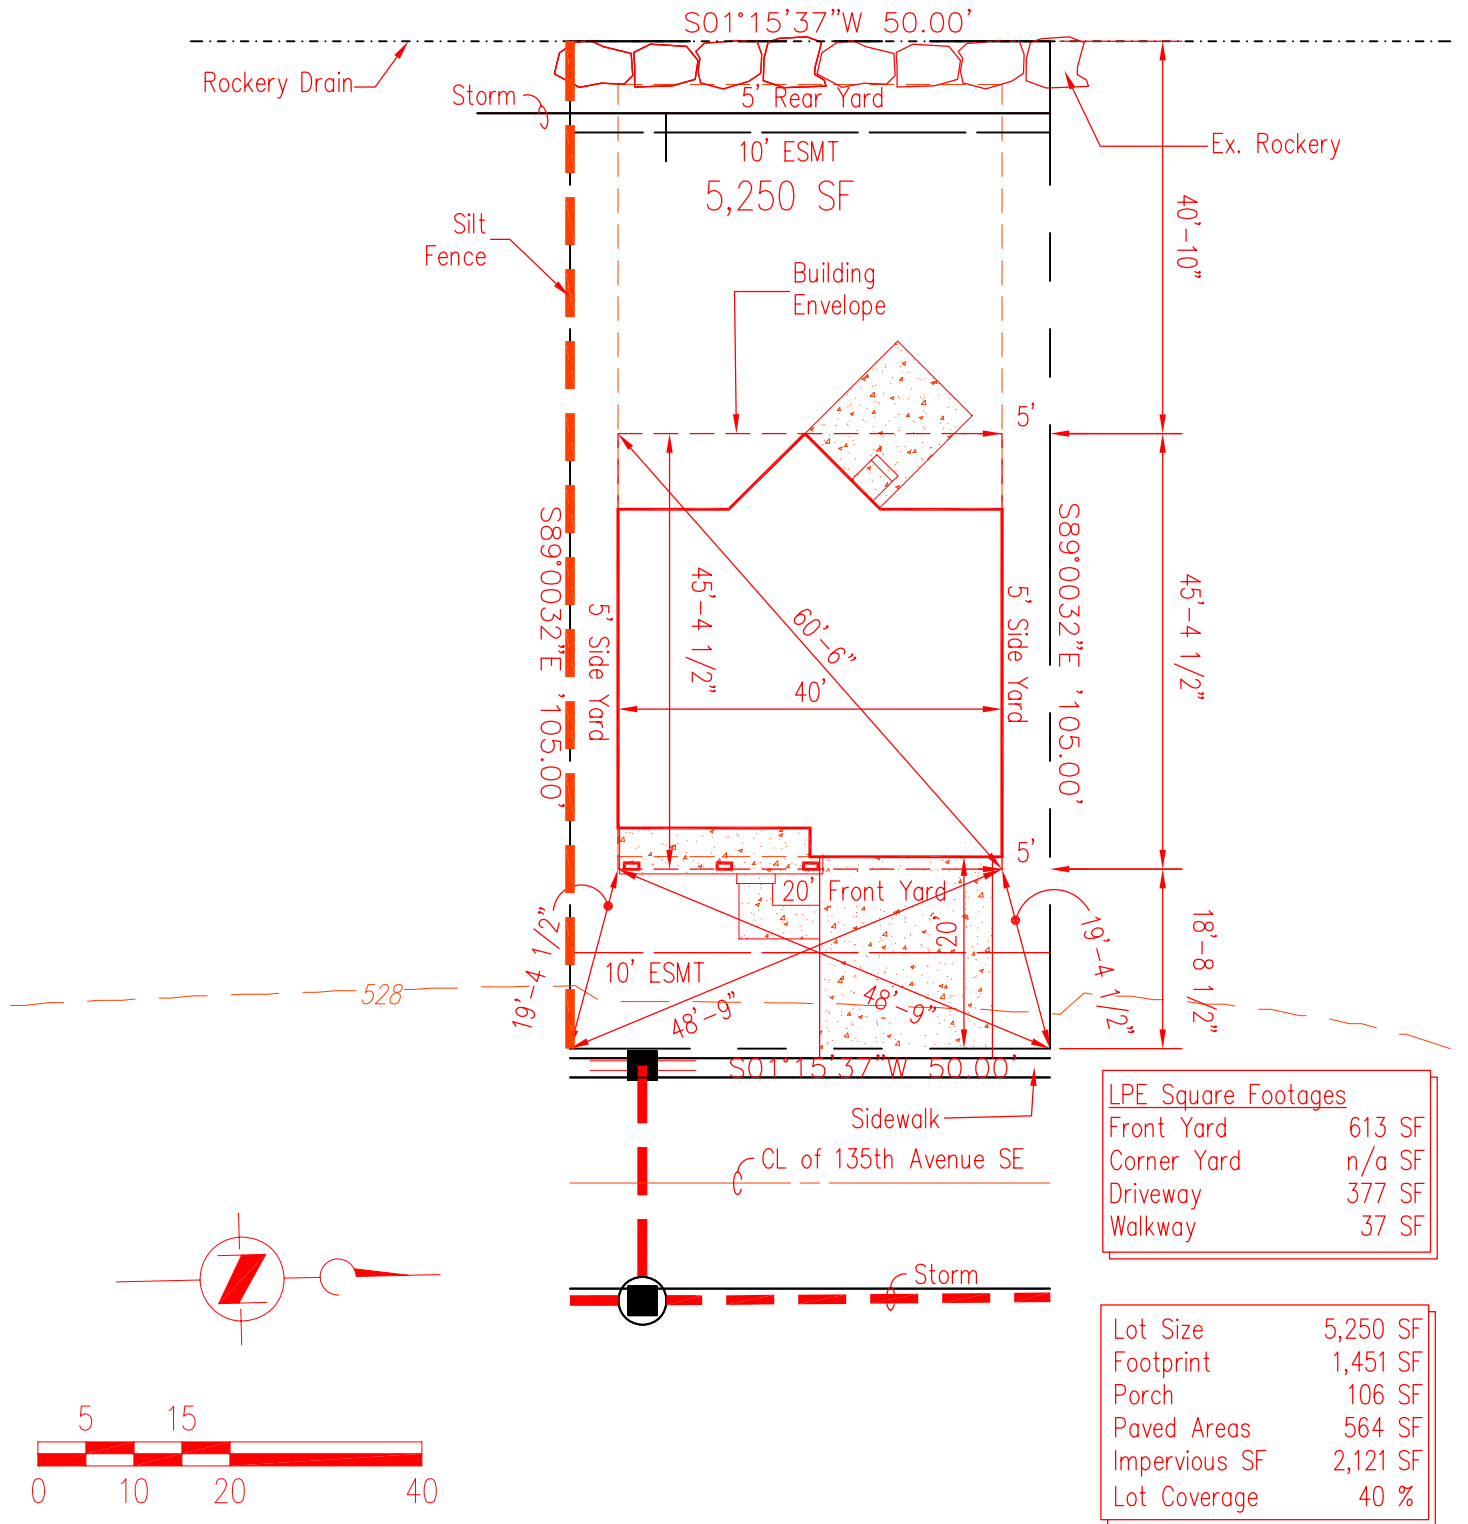 S01°15'37"W 50.00'
Rockery Drain
Storm
5' Rear Yard
Ex. Rockery
10' ESMT
5,250 SF
Silt
Fence
40'-10"
Building
Envelope
5'
S89°0032"E ,105.00'
5' Side Yard
45'-4 1/2"
60'-6"
40'
5' Side Yard
S89°0032"E ,105.00'
45'-4 1/2"
5'
20' Front Yard
20'
19'-4 1/2"
19'-4 1/2"
18'-8 1/2"
10' ESMT
528
48'-9"
48'-9"
S01°15'37"W 50.00'
Sidewalk
CL of 135th Avenue SE
Storm
LPE Square Footages
Front Yard 613 SF
Corner Yard n/a SF
Driveway 377 SF
Walkway 37 SF
Z
Lot Size 5,250 SF
Footprint 1,451 SF
Porch 106 SF
Paved Areas 564 SF
Impervious SF 2,121 SF
Lot Coverage 40 %
5 15
0 10 20 40